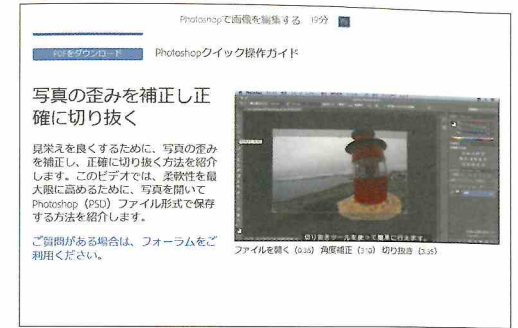 Photoshopで画像を編集する 19分
PDFをダウンロード
Photoshopクイック操作ガイド
写真の歪みを補正し正
確に切り抜く
見栄えを良くするために、写真の歪み
を補正し、正確に切り抜く方法を紹介
します。このビデオでは、柔軟性を最
大限に高めるために、写真を開いて
Photoshop (PSD) ファイル形式で保存
する方法を紹介します。
ご質問がある場合は、フォーラムをご
利用ください。
切り抜きツールを使って簡単に行えます。
ファイルを開く (0:35) 角度補正 (3:10) 切り抜き (3:35)